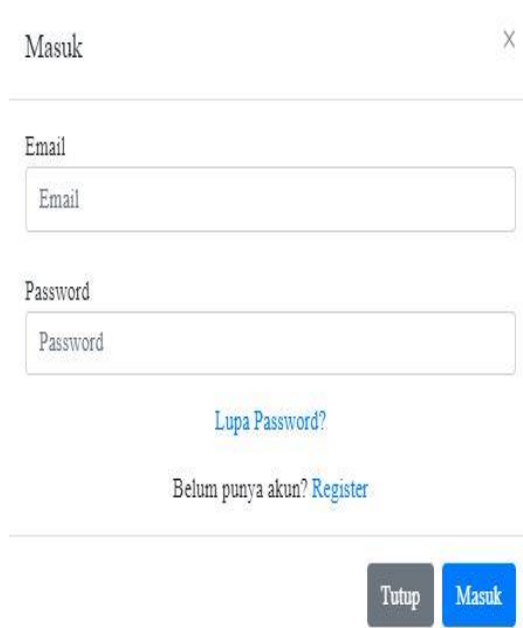 Masuk ×
Email
Email
Password
Password
Lupa Password?
Belum punya akun? Register
Tutup Masuk